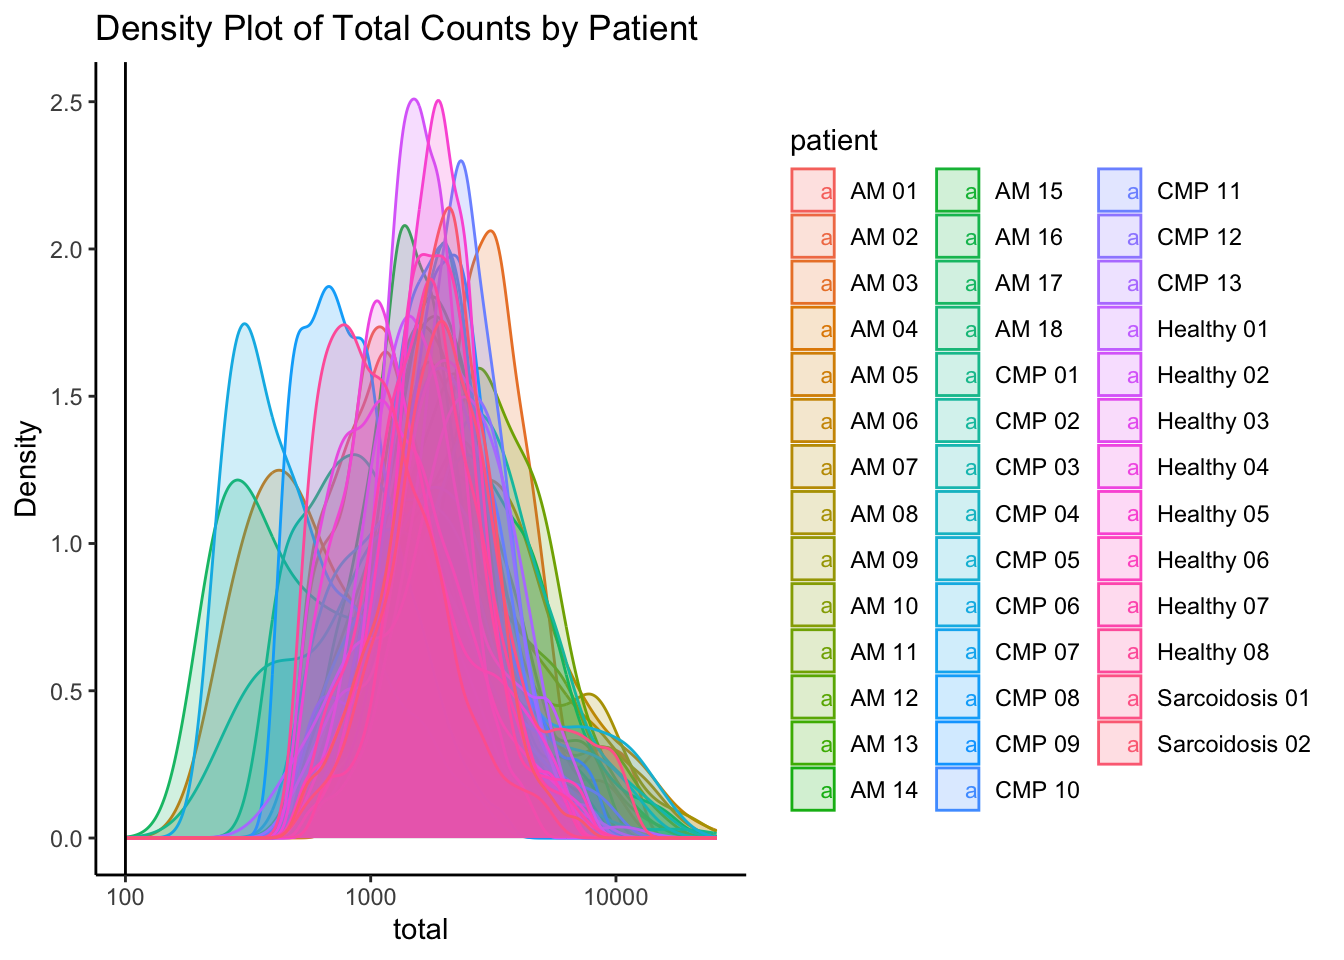 Density Plot of Total Counts by Patient
Density
2.5
2.0
1.5
1.0
0.5
0.0
100
1000
10000
total
patient
a AM 01
a AM 02
a AM 03
a AM 04
a AM 05
a AM 06
a AM 07
a AM 08
a AM 09
a AM 10
a AM 11
a AM 12
a AM 13
a AM 14
a AM 15
a AM 16
a AM 17
a AM 18
a CMP 01
a CMP 02
a CMP 03
a CMP 04
a CMP 05
a CMP 06
a CMP 07
a CMP 08
a CMP 09
a CMP 10
a CMP 11
a CMP 12
a CMP 13
a Healthy 01
a Healthy 02
a Healthy 03
a Healthy 04
a Healthy 05
a Healthy 06
a Healthy 07
a Healthy 08
a Sarcoidosis 01
a Sarcoidosis 02